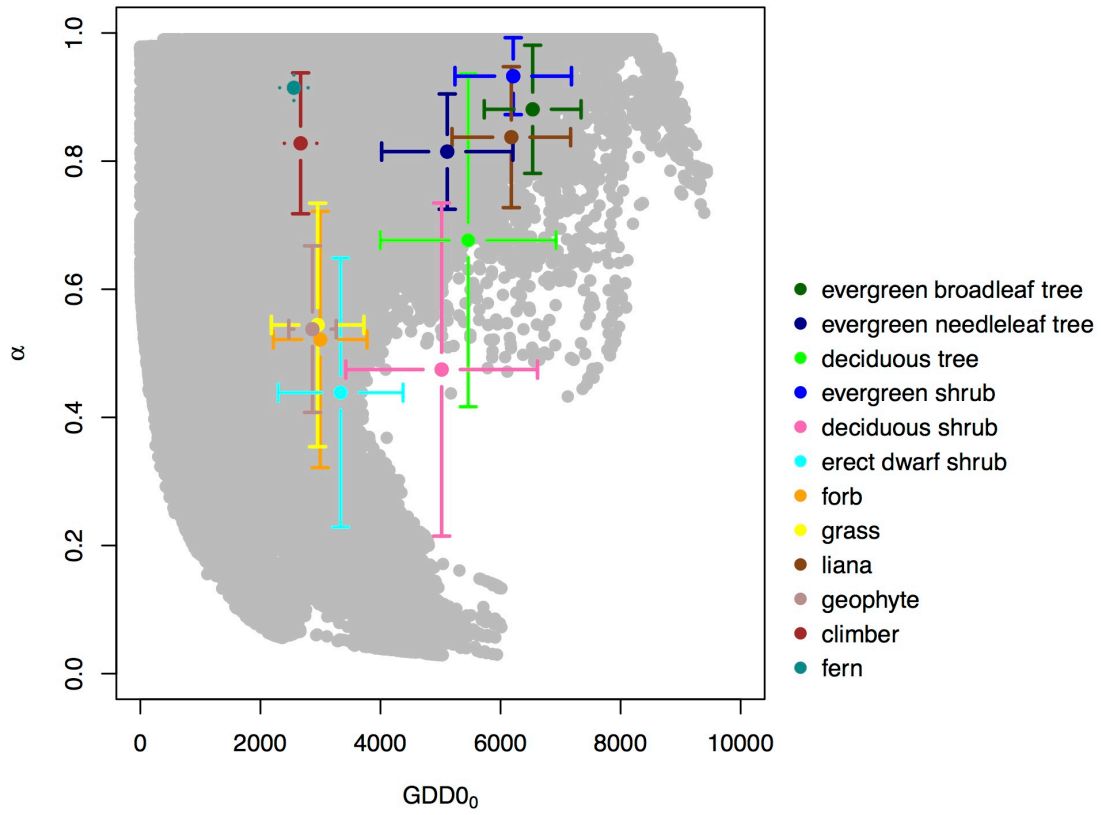 1.0
0.8
0.6
0.4
0.2
0.0
α
0 2000 4000 6000 8000 10000
GDD0₀
evergreen broadleaf tree
evergreen needleleaf tree
deciduous tree
evergreen shrub
deciduous shrub
erect dwarf shrub
forb
grass
liana
geophyte
climber
fern